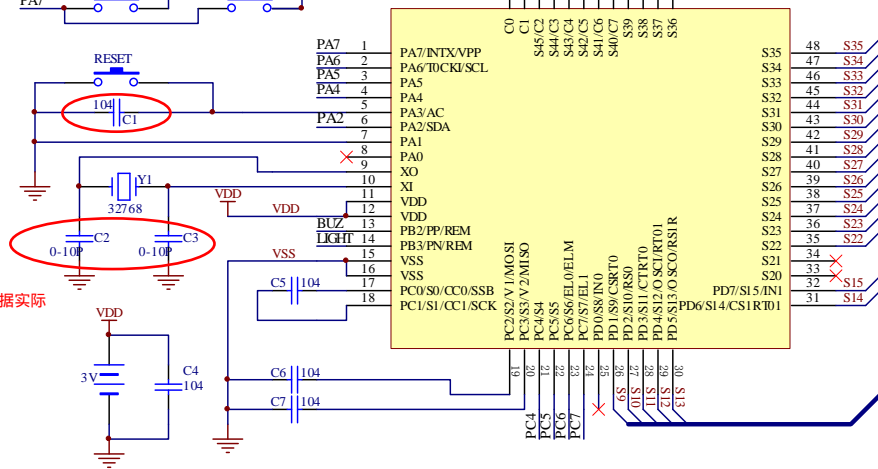 PA7
RESET
104
C1
Y1
32768
C2
0-10P
C3
0-10P
据实际
VDD
VDD
VSS
C5 104
VDD
3V
C4
104
C6 104
C7 104
PA7 1 PA7/INTX/VPP
PA6 2 PA6/T0CKI/SCL
PA5 3 PA5
PA4 4 PA4
5 PA3/AC
PA2 6 PA2/SDA
7 PA1
8 PA0
9 XO
10 XI
11 VDD
12 VDD
BUZ 13 PB2/PP/REM
LIGHT 14 PB3/PN/REM
15 VSS
16 VSS
17 PC0/S0/CC0/SSB
18 PC1/S1/CC1/SCK
C0
C1
S45/C2
S44/C3
S43/C4
S42/C5
S41/C6
S40/C7
S39
S38
S37
S36
S35 48 S35
S34 47 S34
S33 46 S33
S32 45 S32
S31 44 S31
S30 43 S30
S29 42 S29
S28 41 S28
S27 40 S27
S26 39 S26
S25 38 S25
S24 37 S24
S23 36 S23
S22 35 S22
S21 34
S20 33
PD7/S15/IN1 32 S15
PD6/S14/CS1RT01 31 S14
PC2/S2/V1/MOSI 19
PC3/S3/V2/MISO 20
PC4/S4 21 PC4
PC5/S5 22 PC5
PC6/S6/EL0/ELM 23 PC6
PC7/S7/EL1 24 PC7
PD0/S8/IN0 25
PD1/S9/CSRT0 26 S9
PD2/S10/RS0 27 S10
PD3/S11/CTRT0 28 S11
PD4/S12/OSCI/RT01 29 S12
PD5/S13/OSCO/RS1R 30 S13